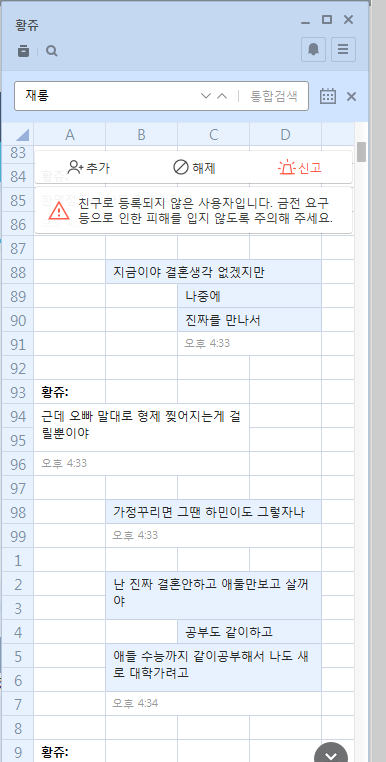 황쥬
재롱
통합검색
A B C D
83
84
추가 해제 신고
85
86
친구로 등록되지 않은 사용자입니다. 금전 요구
등으로 인한 피해를 입지 않도록 주의해 주세요.
87
88 지금이야 결혼생각 없겠지만
89 나중에
90 진짜를 만나서
91 오후 4:33
92
93 황쥬:
94 근데 오빠 말대로 형제 찢어지는게 걸
95 릴뿐이야
96 오후 4:33
97
98 가정꾸리면 그땐 하민이도 그렇자나
99 오후 4:33
1
2 난 진짜 결혼안하고 애둘만보고 살꺼
3 야
4 공부도 같이하고
5 애들 수능까지 같이공부해서 나도 새
6 로 대학가려고
7 오후 4:34
8
9 황쥬: